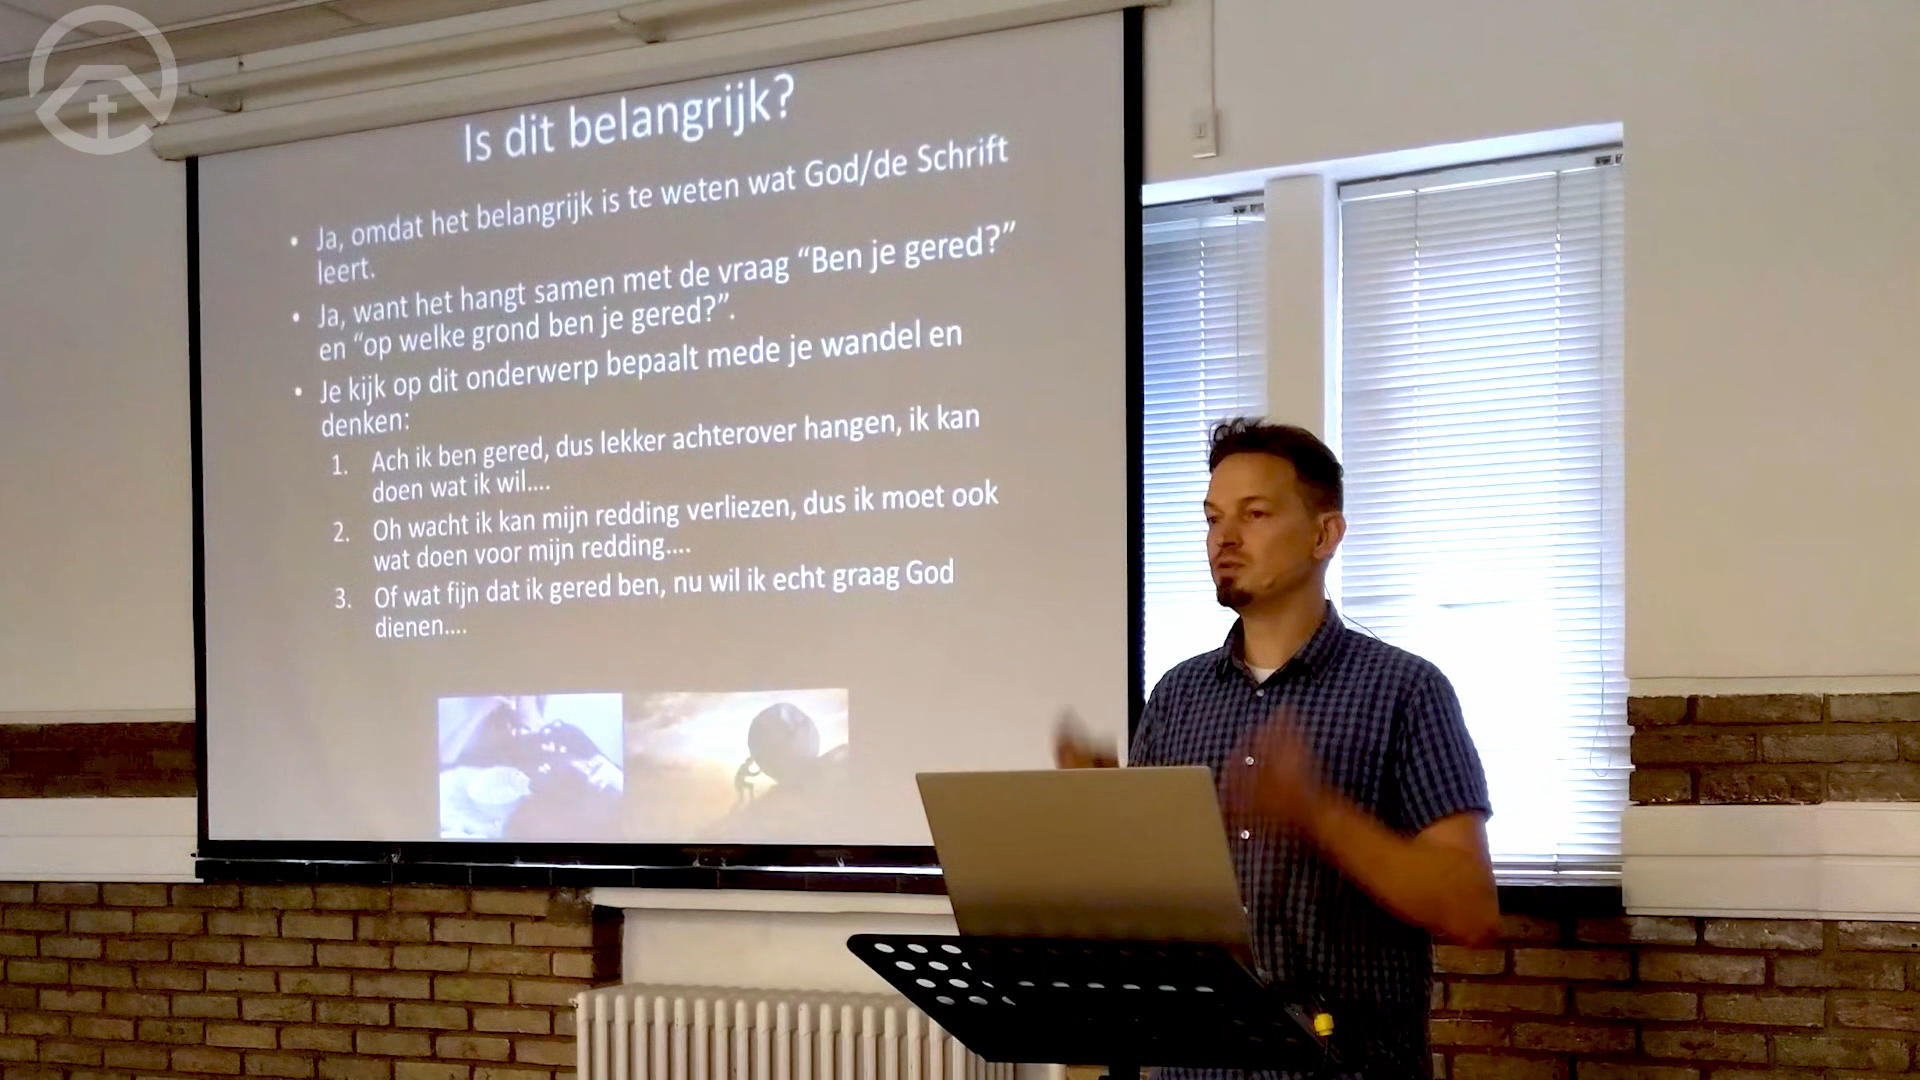 Is dit belangrijk?
• Ja, omdat het belangrijk is te weten wat God/de Schrift
leert.
• Ja, want het hangt samen met de vraag “Ben je gered?”
en “op welke grond ben je gered?”.
• Je kijk op dit onderwerp bepaalt mede je wandel en
denken:
1. Ach ik ben gered, dus lekker achterover hangen, ik kan
doen wat ik wil....
2. Oh wacht ik kan mijn redding verliezen, dus ik moet ook
wat doen voor mijn redding....
3. Of wat fijn dat ik gered ben, nu wil ik echt graag God
dienen....